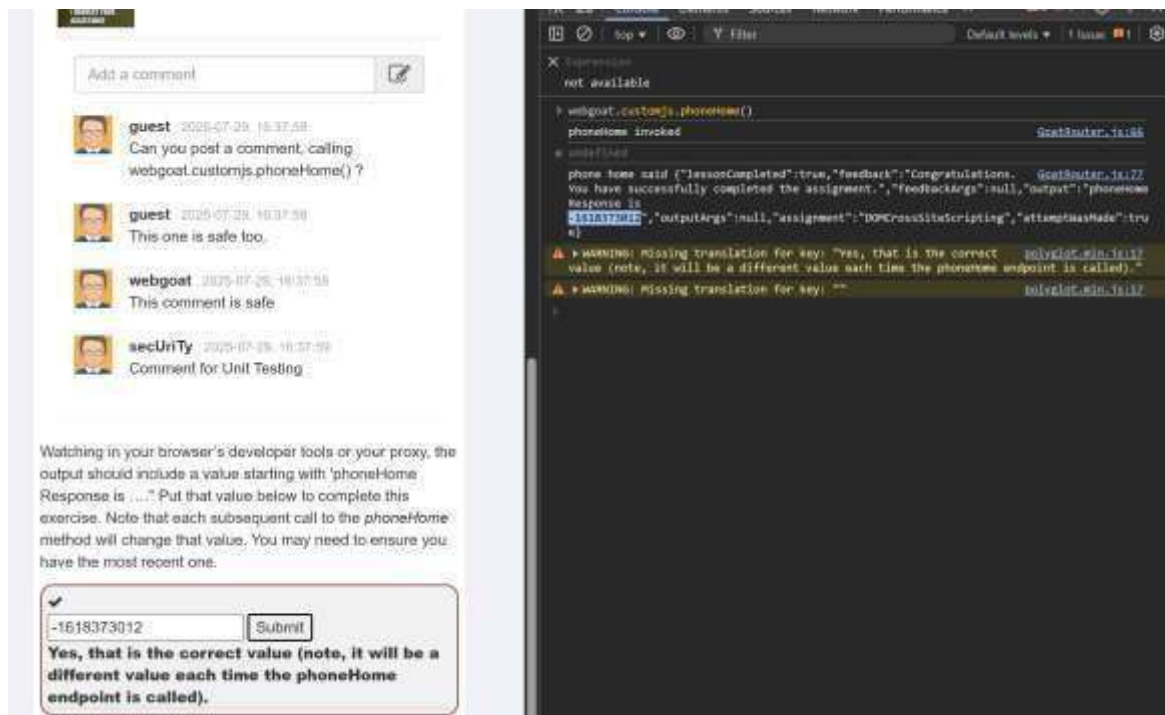 Add a comment
guest 2025-07-29, 16:37:59
Can you post a comment, calling
webgoat.customjs.phoneHome() ?
guest 2025-07-29, 16:37:59
This one is safe too.
webgoat 2025-07-29, 16:37:59
This comment is safe
secUriTy 2025-07-29, 16:37:59
Comment for Unit Testing
Watching in your browser's developer tools or your proxy, the
output should include a value starting with 'phoneHome
Response is ....." Put that value below to complete this
exercise. Note that each subsequent call to the phoneHome
method will change that value. You may need to ensure you
have the most recent one.
-1618373012 Submit
Yes, that is the correct value (note, it will be a
different value each time the phoneHome
endpoint is called).
top Filter Default levels 1 Issue: 1
Expression
not available
webgoat.customjs.phoneHome()
phoneHome invoked GoatRouter.js:66
undefined
phone home said {"lessonCompleted":true,"feedback":"Congratulations. GoatRouter.js:77
You have successfully completed the assignment.","feedbackArgs":null,"output":"phoneHome
Response is
-1618373012","outputArgs":null,"assignment":"DOMCrossSiteScripting","attemptWasMade":tru
e}
WARNING: Missing translation for key: "Yes, that is the correct polyglot.min.js:17
value (note, it will be a different value each time the phoneHome endpoint is called)."
WARNING: Missing translation for key: "" polyglot.min.js:17